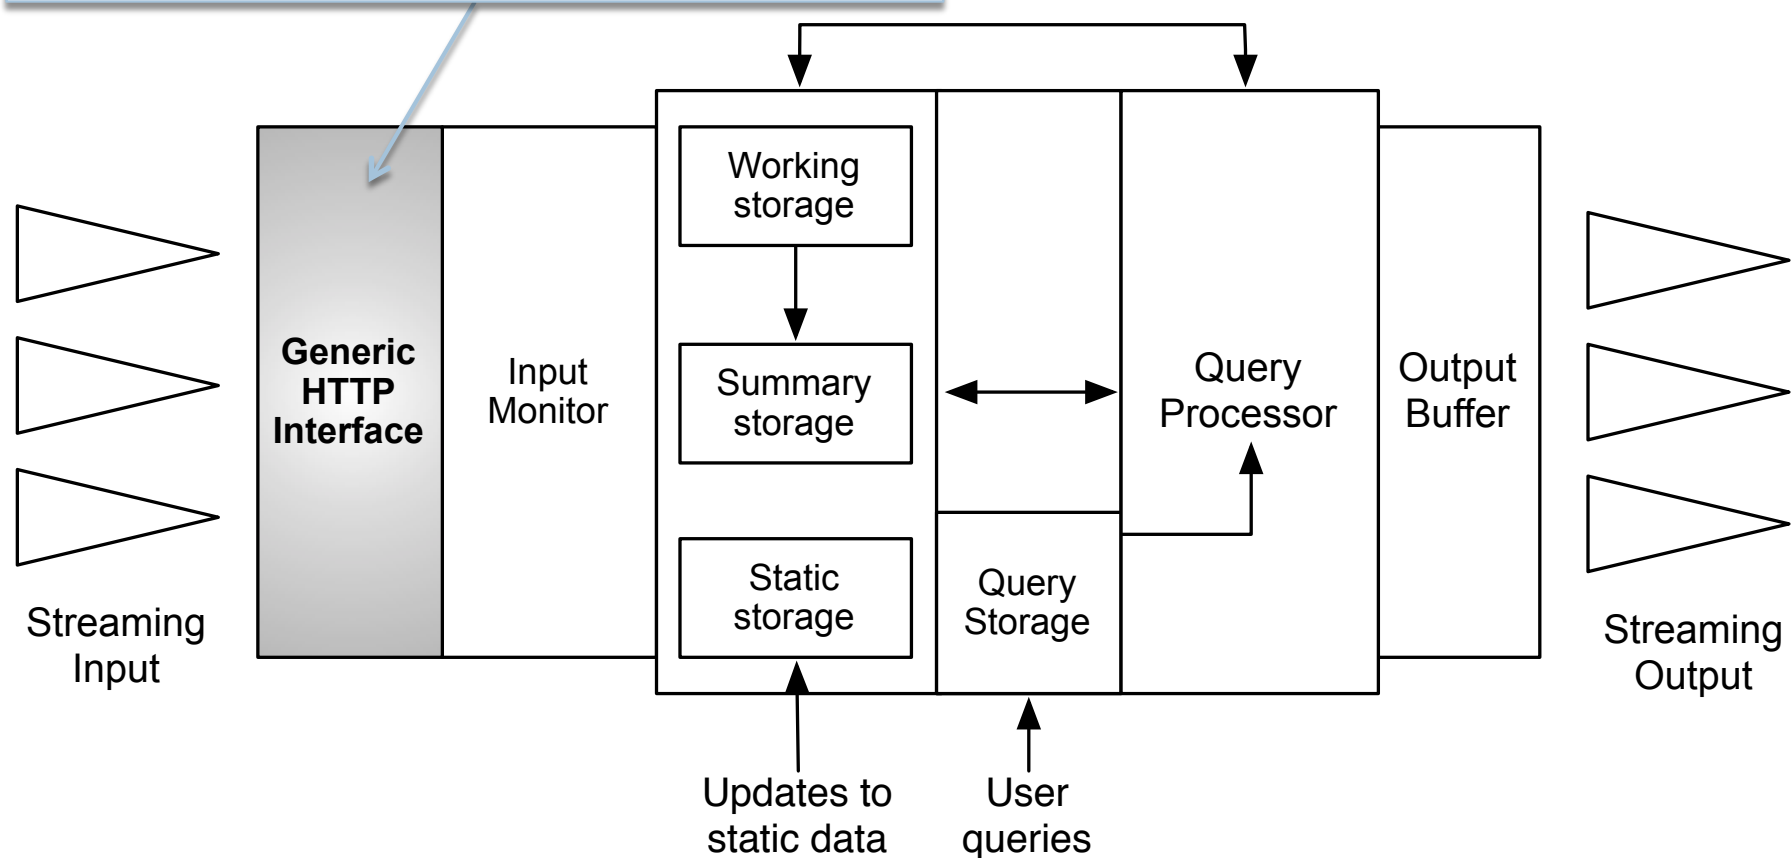 Working
storage
Generic
HTTP
Interface
Input
Monitor
Summary
storage
Query
Processor
Output
Buffer
Static
storage
Query
Storage
Streaming
Input
Streaming
Output
Updates to
static data
User
queries